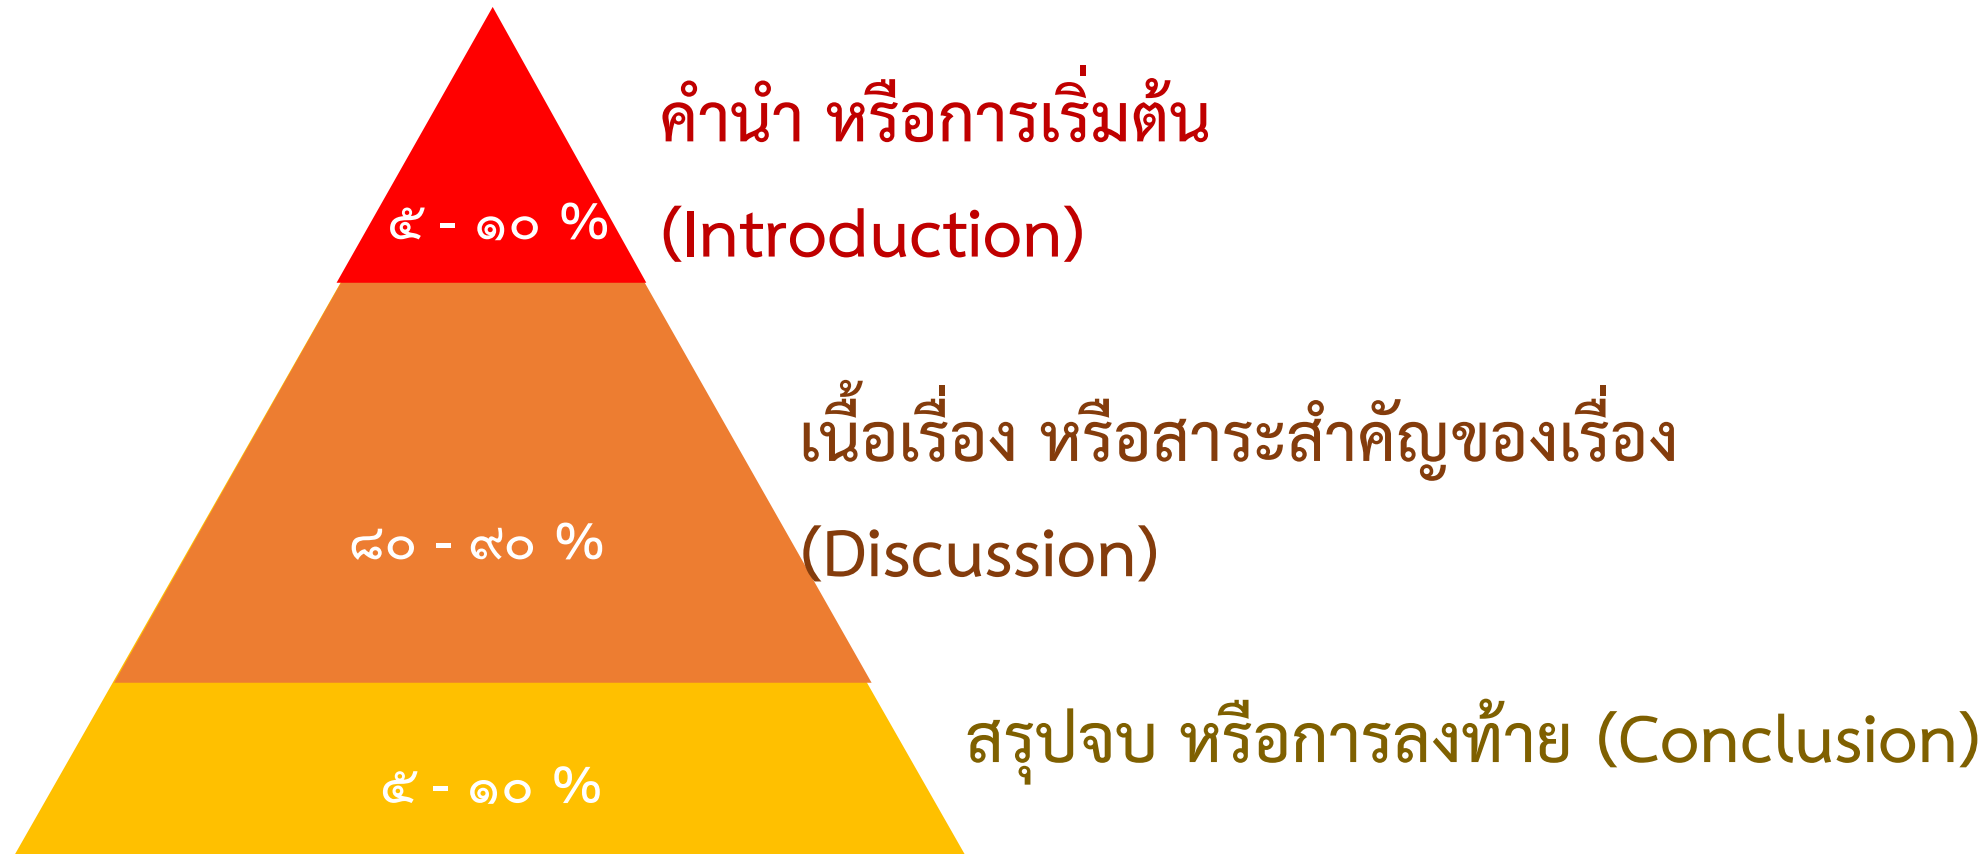 คำนำ หรือการเริ่มต้น
(Introduction)
๕ - ๑๐ %
เนื้อเรื่อง หรือสาระสำคัญของเรื่อง
(Discussion)
๘๐ - ๙๐ %
สรุปจบ หรือการลงท้าย (Conclusion)
๕ - ๑๐ %